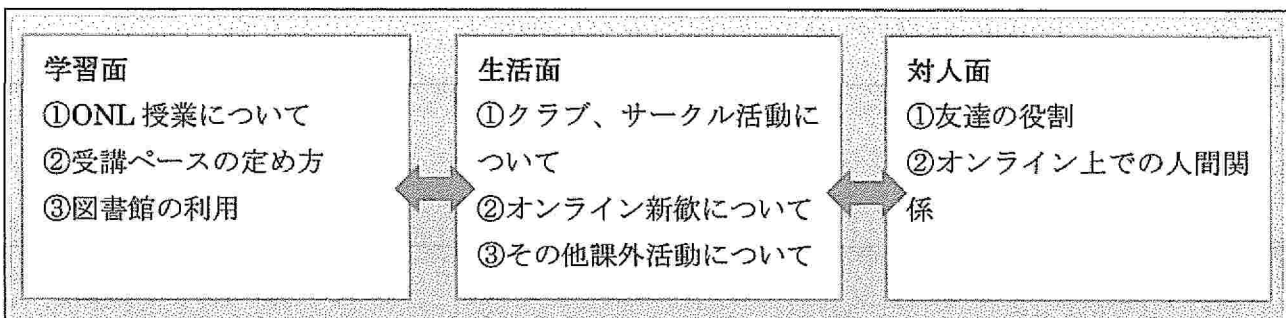 学習面
①ONL 授業について
②受講ペースの定め方
③図書館の利用
生活面
①クラブ、サークル活動に
ついて
②オンライン新歓について
③その他課外活動について
対人面
①友達の役割
②オンライン上での人間関
係